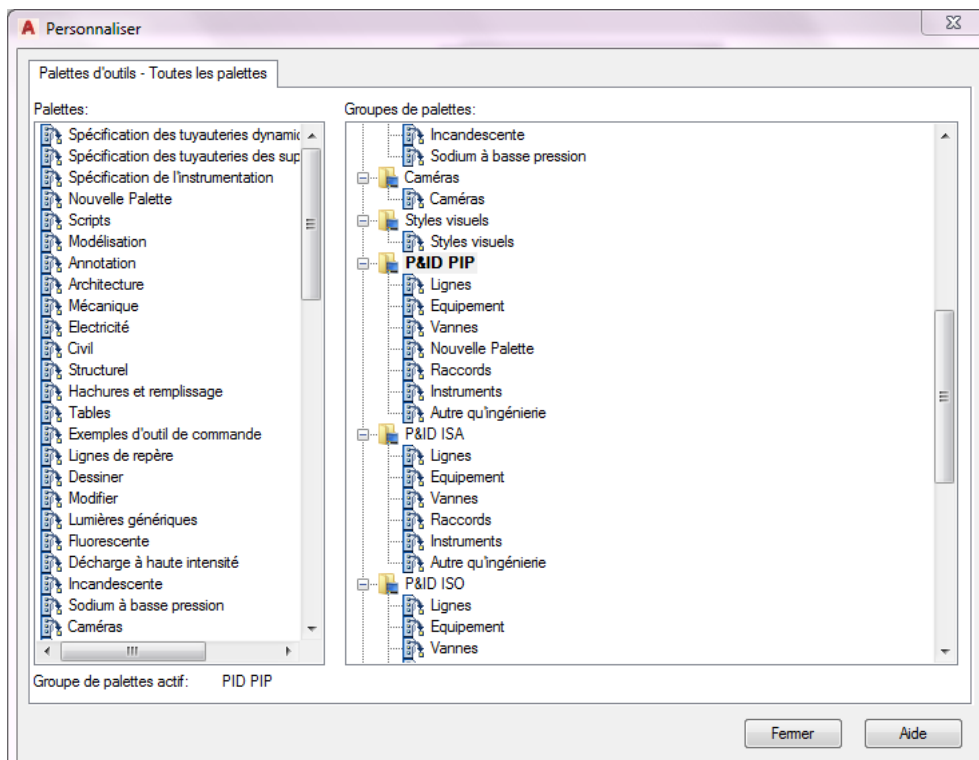 Personnaliser
Palettes d'outils - Toutes les palettes
Palettes:
Spécification des tuyauteries dynamic
Spécification des tuyauteries des sup
Spécification de l'instrumentation
Nouvelle Palette
Scripts
Modélisation
Annotation
Architecture
Mécanique
Electricité
Civil
Structurel
Hachures et remplissage
Tables
Exemples d'outil de commande
Lignes de repère
Dessiner
Modifier
Lumières génériques
Fluorescente
Décharge à haute intensité
Incandescente
Sodium à basse pression
Caméras
Groupes de palettes:
Incandescente
Sodium à basse pression
Caméras
Caméras
Styles visuels
Styles visuels
P&ID PIP
Lignes
Equipement
Vannes
Nouvelle Palette
Raccords
Instruments
Autre qu'ingénierie
P&ID ISA
Lignes
Equipement
Vannes
Raccords
Instruments
Autre qu'ingénierie
P&ID ISO
Lignes
Equipement
Vannes
Groupe de palettes actif: PID PIP
Fermer
Aide